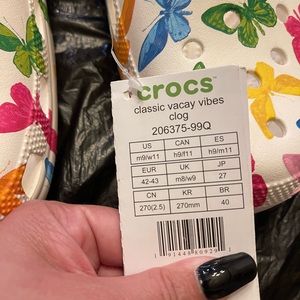 crocs
classic vacay vibes
clog
206375-99Q
US CAN ES
m9/w11 h9/f11 h9/m11
EUR UK JP
42-43 m8/w9 27
CN KR BR
270(2.5) 270mm 40